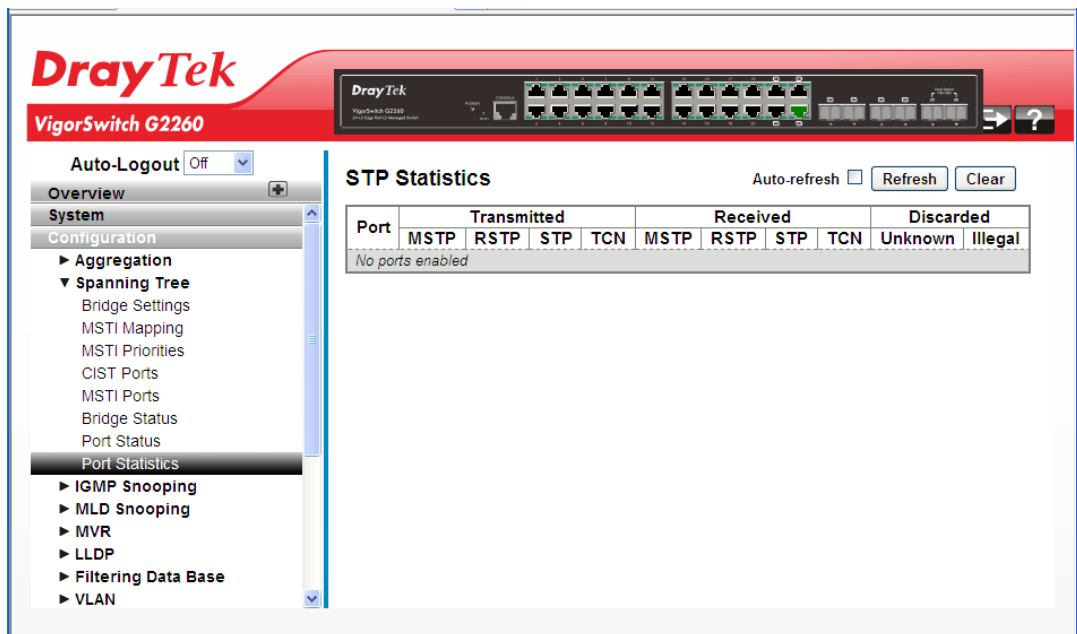 DrayTek
VigorSwitch G2260
DrayTek
VigorSwitch G2260
POWER
CONSOLE
?
Auto-Logout Off
Overview
System
Configuration
► Aggregation
▼ Spanning Tree
Bridge Settings
MSTI Mapping
MSTI Priorities
CIST Ports
MSTI Ports
Bridge Status
Port Status
Port Statistics
► IGMP Snooping
► MLD Snooping
► MVR
► LLDP
► Filtering Data Base
► VLAN
STP Statistics
Auto-refresh Refresh Clear
Port Transmitted Received Discarded
MSTP RSTP STP TCN MSTP RSTP STP TCN Unknown Illegal
No ports enabled